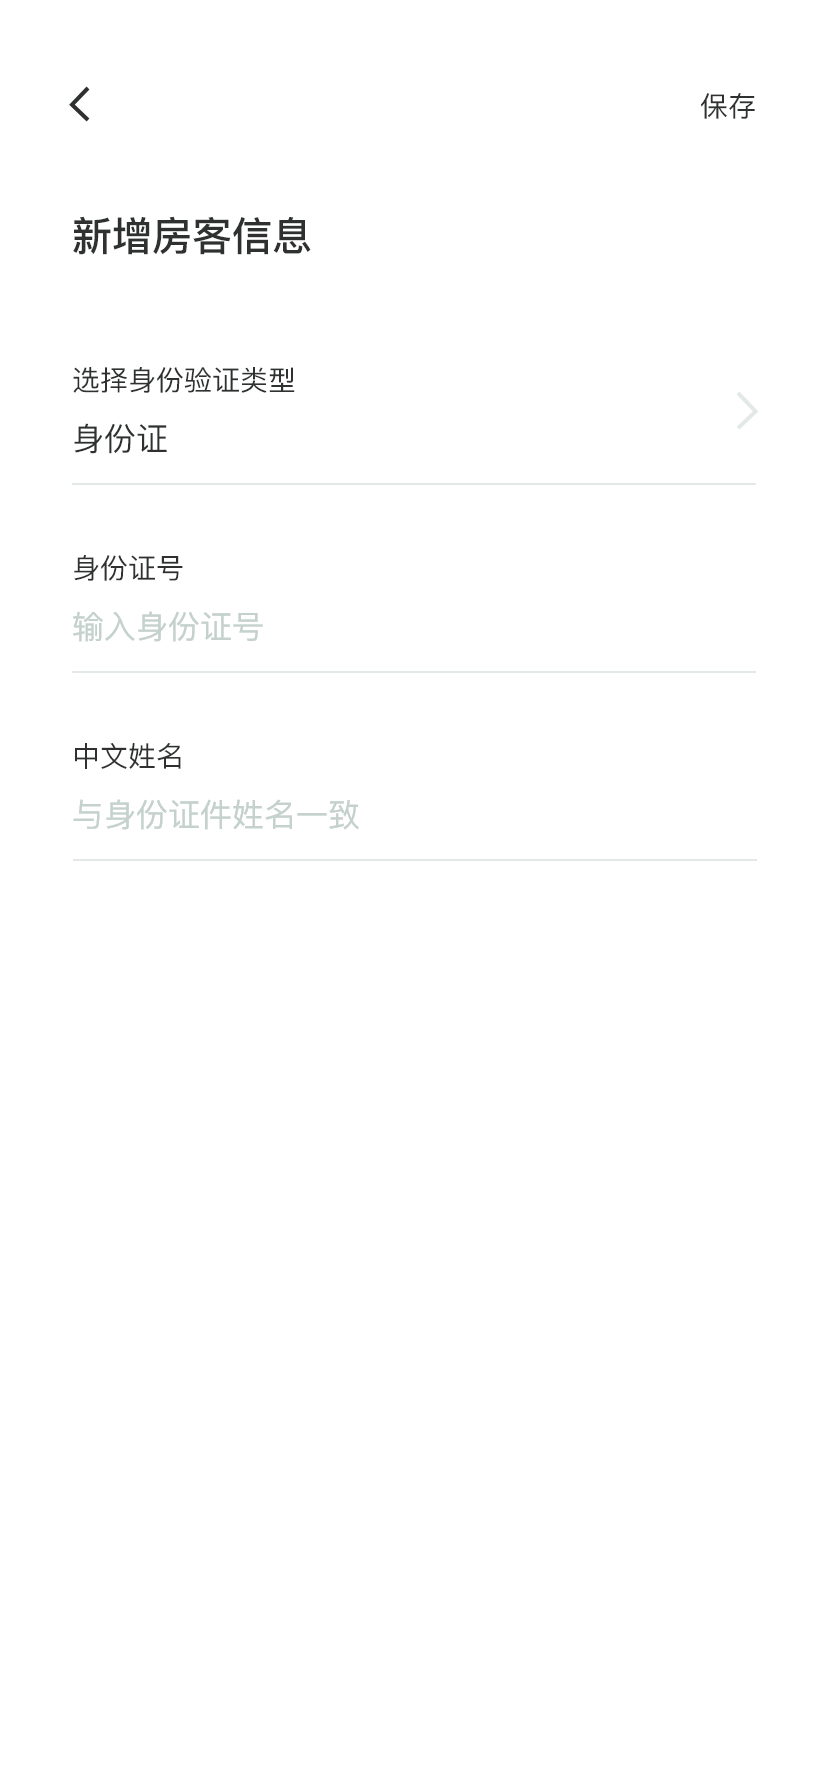 保存
新增房客信息
选择身份验证类型
身份证
身份证号
输入身份证号
中文姓名
与身份证件姓名一致